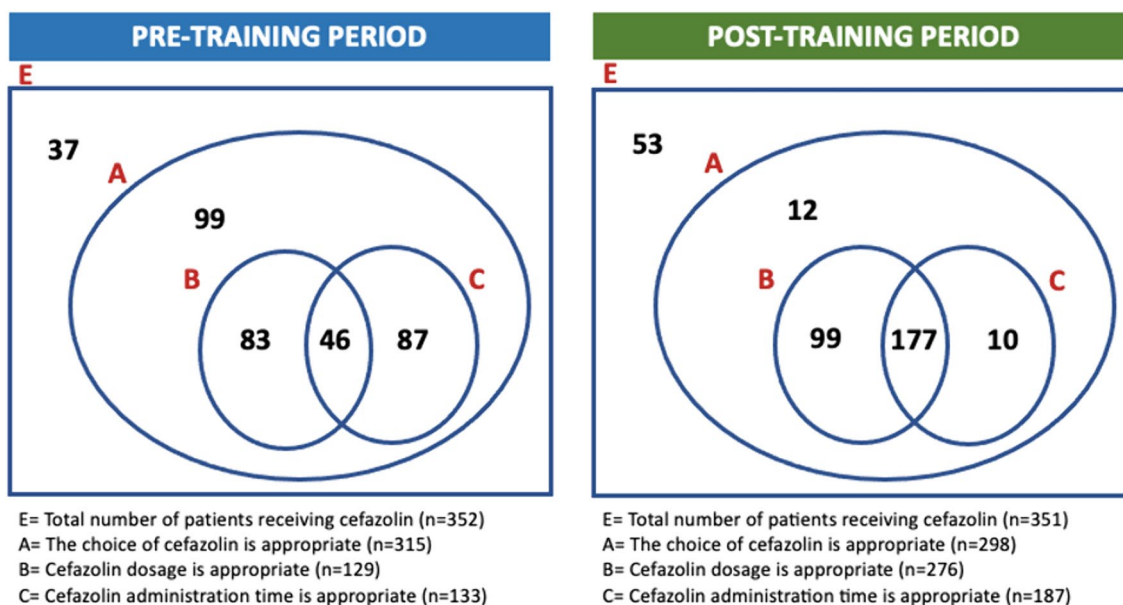 PRE-TRAINING PERIOD
E
37
A
99
B
C
83 46 87
E= Total number of patients receiving cefazolin (n=352)
A= The choice of cefazolin is appropriate (n=315)
B= Cefazolin dosage is appropriate (n=129)
C= Cefazolin administration time is appropriate (n=133)
POST-TRAINING PERIOD
E
53
A
12
B
C
99 177 10
E= Total number of patients receiving cefazolin (n=351)
A= The choice of cefazolin is appropriate (n=298)
B= Cefazolin dosage is appropriate (n=276)
C= Cefazolin administration time is appropriate (n=187)